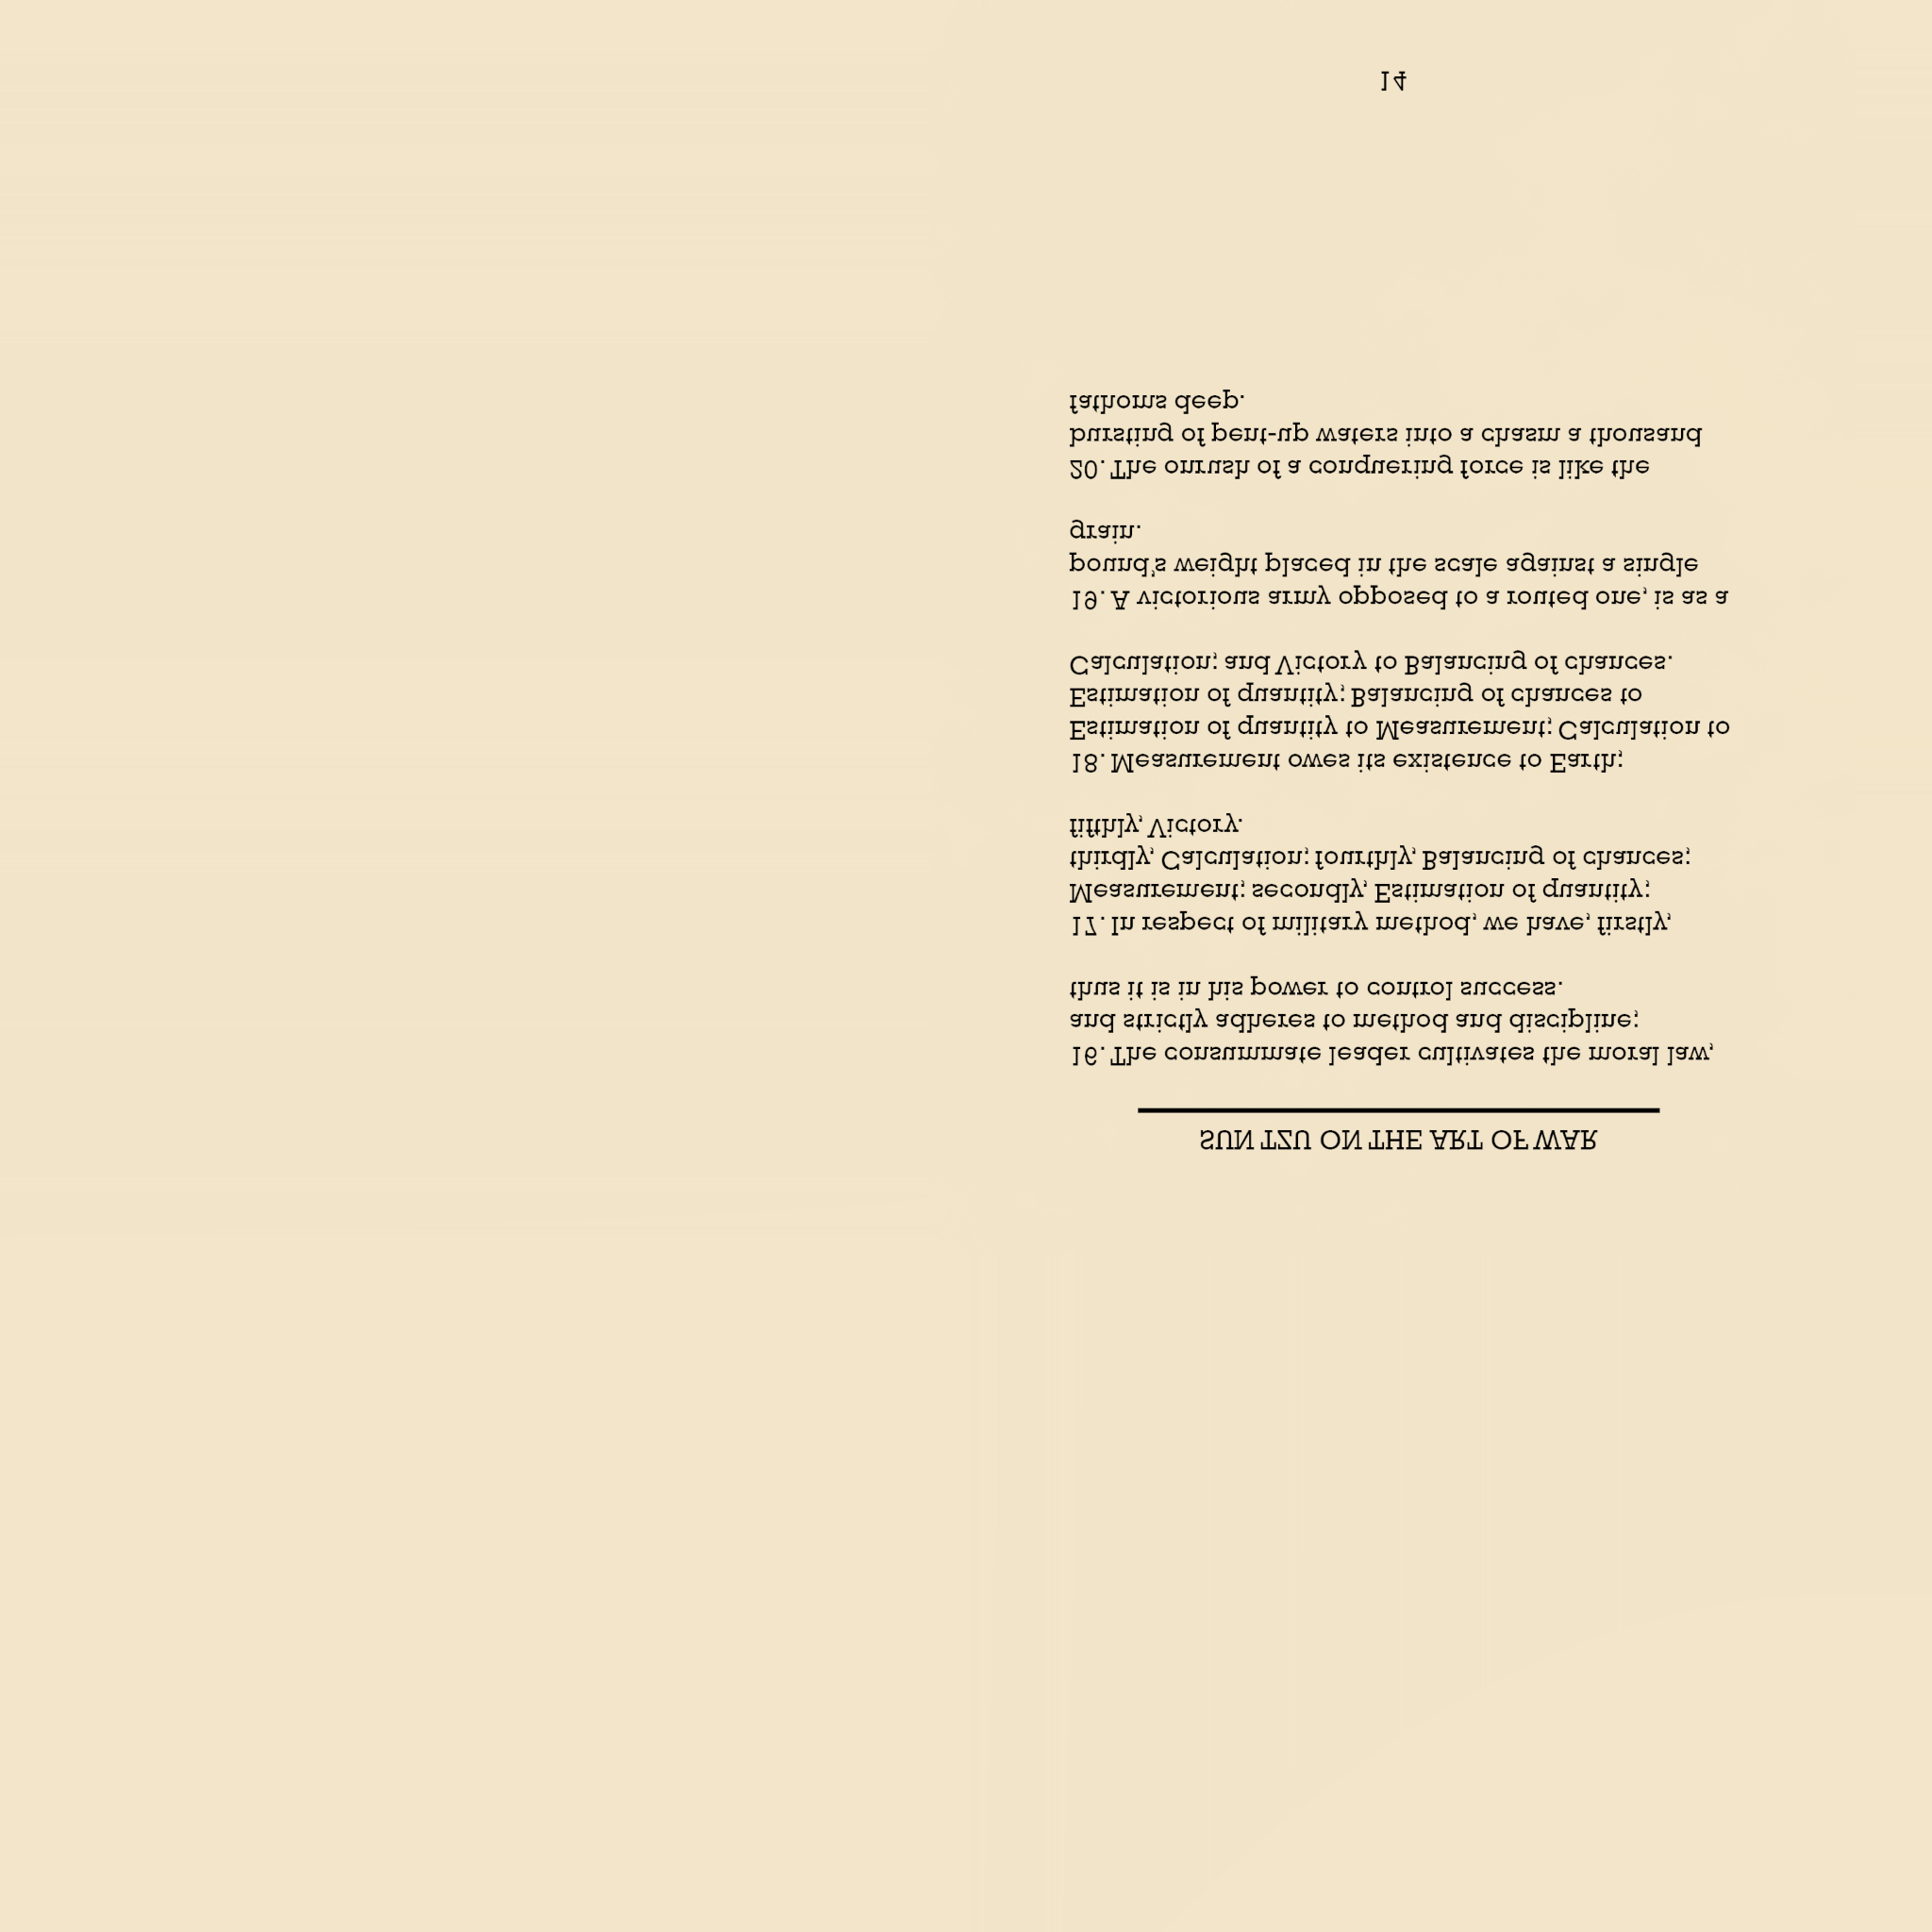 SUN TZU ON THE ART OF WAR
16. The consummate leader cultivates the moral law,
and strictly adheres to method and discipline;
thus it is in his power to control success.
17. In respect of military method, we have, firstly,
Measurement; secondly, Estimation of quantity;
thirdly, Calculation; fourthly, Balancing of chances;
fifthly, Victory.
18. Measurement owes its existence to Earth;
Estimation of quantity to Measurement; Calculation to
Estimation of quantity; Balancing of chances to
Calculation; and Victory to Balancing of chances.
19. A victorious army opposed to a routed one, is as a
pound's weight placed in the scale against a single
grain.
20. The onrush of a conquering force is like the
bursting of pent-up waters into a chasm a thousand
fathoms deep.
14